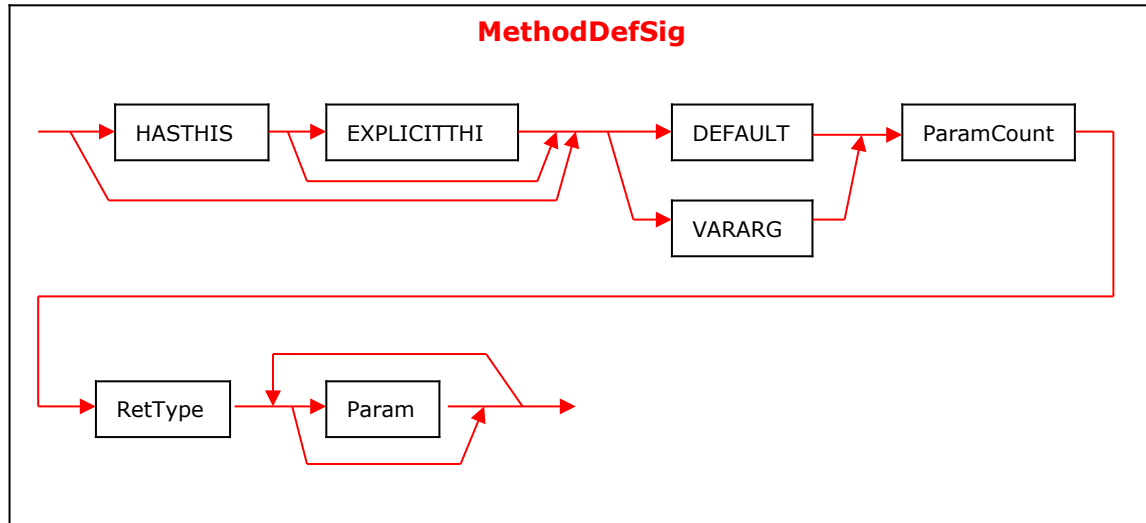 MethodDefSig
HASTHIS
EXPLICITTHI
DEFAULT
ParamCount
VARARG
RetType
Param